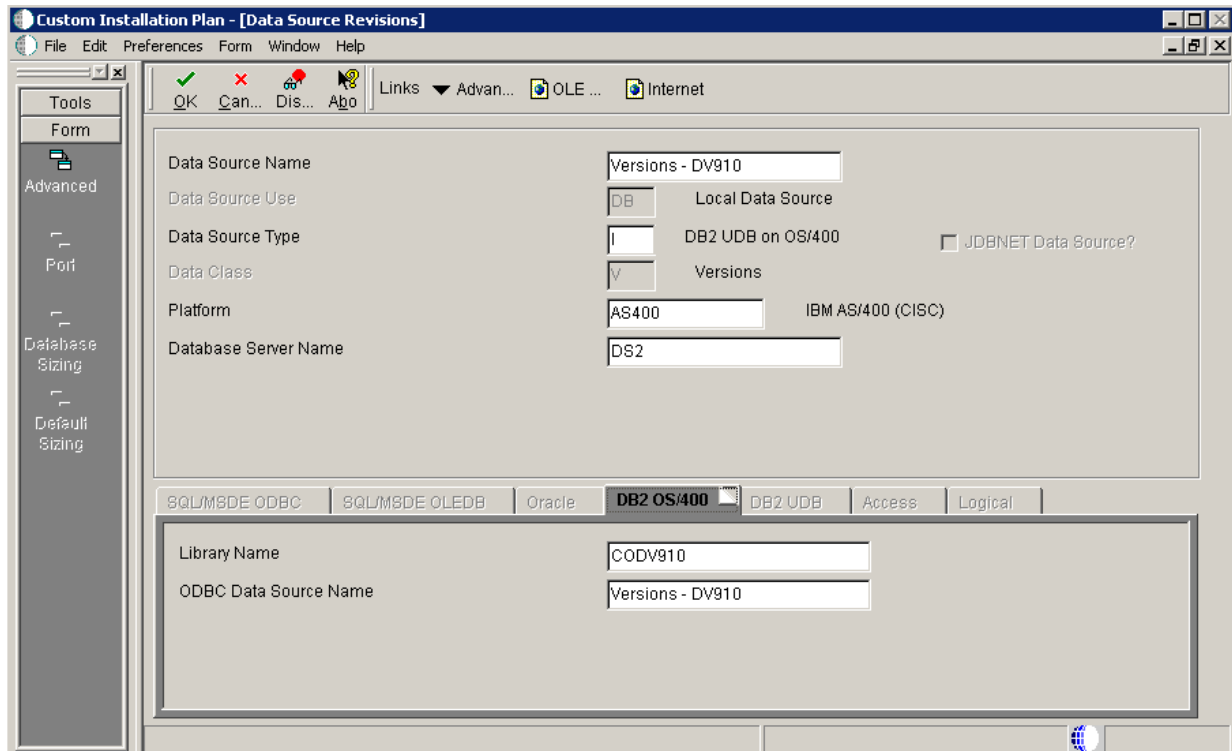 Custom Installation Plan - [Data Source Revisions]
File Edit Preferences Form Window Help
Tools
Form
Advanced
Port
Database
Sizing
Default
Sizing
OK Can... Dis... Abo Links Advan... OLE ... Internet
Data Source Name Versions - DV910
Data Source Use DB Local Data Source
Data Source Type I DB2 UDB on OS/400 JDBNET Data Source?
Data Class V Versions
Platform AS400 IBM AS/400 (CISC)
Database Server Name DS2
SQL/MSDE ODBC SQL/MSDE OLEDB Oracle DB2 OS/400 DB2 UDB Access Logical
Library Name CODV910
ODBC Data Source Name Versions - DV910